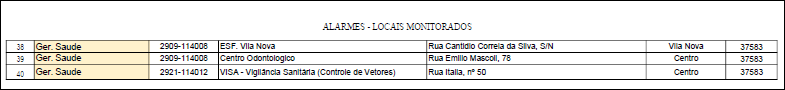 ALARMES - LOCAIS MONITORADOS
38 Ger. Saude 2909-114008 ESF. Vila Nova Rua Cantidio Correia da Silva, S/N Vila Nova 37583
39 Ger. Saude 2909-114008 Centro Odontologico Rua Emilio Mascoli, 78 Centro 37583
40 Ger. Saude 2921-114012 VISA - Vigilância Sanitária (Controle de Vetores) Rua Italia, nº 50 Centro 37583